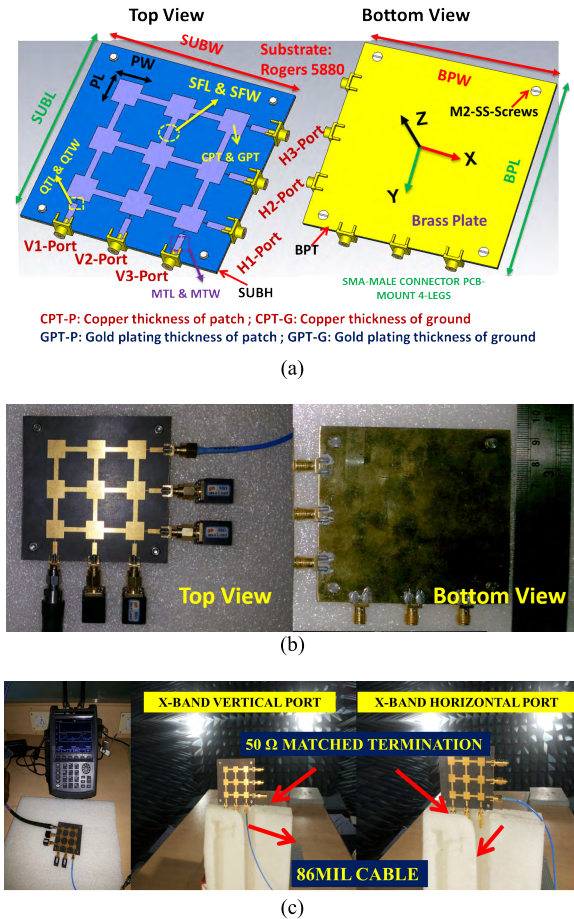 Top View
Bottom View
SUBW
Substrate:
Rogers 5880
BPW
PW
PL
SFL & SFW
M2-SS-Screws
SUBL
CPT & GPT
H3-Port
Z
X
Y
QTL & QTW
H2-Port
BPL
Brass Plate
V1-Port
V2-Port
V3-Port
H1-Port
BPT
MTL & MTW
SUBH
SMA-MALE CONNECTOR PCB-
MOUNT 4-LEGS
CPT-P: Copper thickness of patch ; CPT-G: Copper thickness of ground
GPT-P: Gold plating thickness of patch ; GPT-G: Gold plating thickness of ground
(a)
Top View
Bottom View
(b)
X-BAND VERTICAL PORT
X-BAND HORIZONTAL PORT
50 Ω MATCHED TERMINATION
86MIL CABLE
(c)